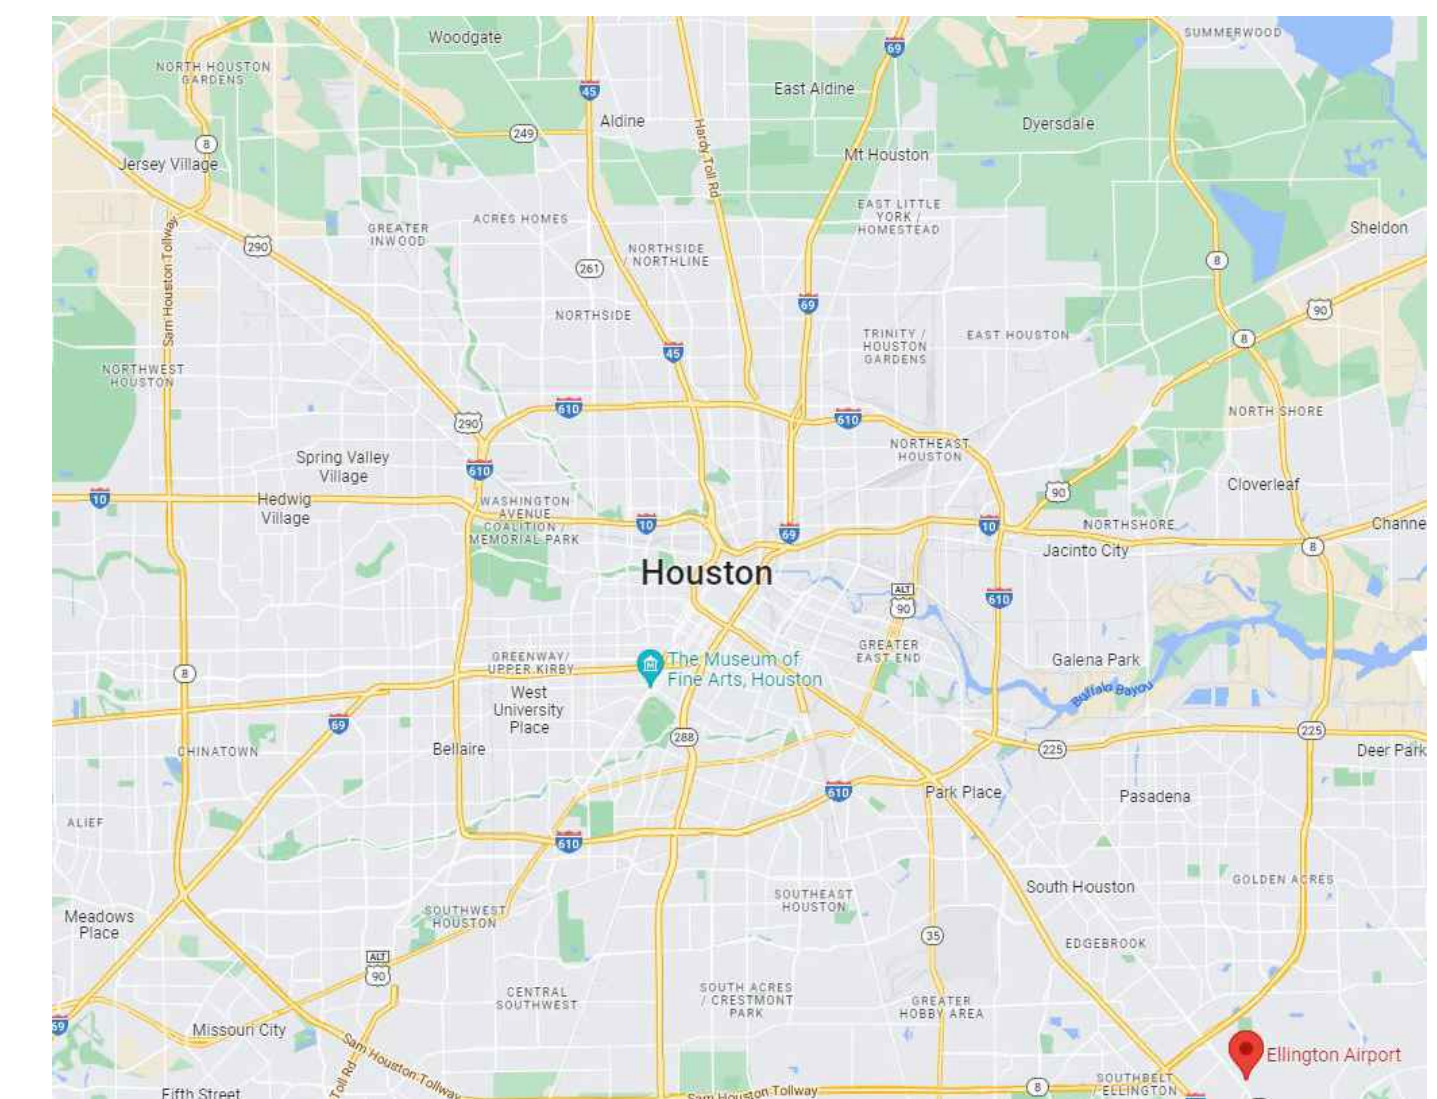 SUMMERWOOD
Woodgate
69
NORTH HOUSTON
GARDENS
45
East Aldine
Aldine
249
Hardy Toll Rd
Dyersdale
8
Jersey Village
Mt Houston
EAST LITTLE
YORK /
HOMESTEAD
ACRES HOMES
GREATER
INWOOD
Sheldon
Sam Houston Tollway
290
NORTHSIDE
/ NORTHLINE
261
8
69
90
NORTHSIDE
TRINITY /
HOUSTON
GARDENS
EAST HOUSTON
8
45
NORTHWEST
HOUSTON
610
610
NORTH SHORE
290
NORTHEAST
HOUSTON
Spring Valley
Village
610
Cloverleaf
90
10
Hedwig
Village
WASHINGTON
AVENUE
COALITION /
MEMORIAL PARK
10
69
10
NORTHSHORE
Channe
Jacinto City
8
Houston
ALT
90
610
GREATER
EAST END
Galena Park
The Museum of
Fine Arts, Houston
GREENWAY/
UPPER KIRBY
8
West
University
Place
Buffalo Bayou
69
288
225
225
CHINATOWN
Bellaire
Deer Park
610
Park Place
Pasadena
ALIEF
610
South Houston
GOLDEN ACRES
SOUTHEAST
HOUSTON
Meadows
Place
SOUTHWEST
HOUSTON
35
EDGEBROOK
ALT
90
CENTRAL
SOUTHWEST
SOUTH ACRES
/ CRESTMONT
PARK
GREATER
HOBBY AREA
69
Missouri City
Sam Houston Tollway
Ellington Airport
Toll Rd
Fifth Street
Sam Houston Tollway
8
SOUTHBELT
/ ELLINGTON